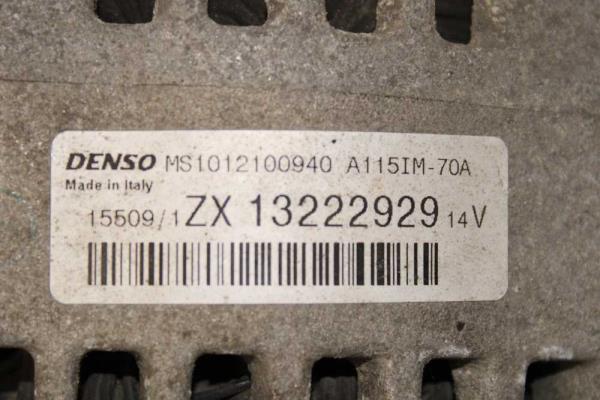 DENSO MS1012100940 A115IM-70A
Made in Italy
15509/1 ZX 13222929 14V